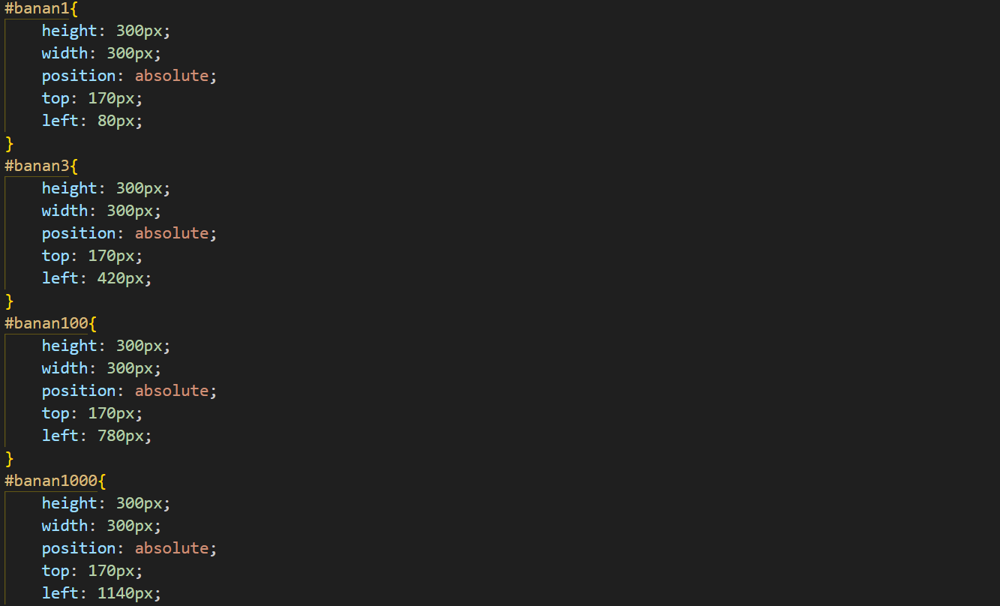 #banan1{
    height: 300px;
    width: 300px;
    position: absolute;
    top: 170px;
    left: 80px;
}
#banan3{
    height: 300px;
    width: 300px;
    position: absolute;
    top: 170px;
    left: 420px;
}
#banan100{
    height: 300px;
    width: 300px;
    position: absolute;
    top: 170px;
    left: 780px;
}
#banan1000{
    height: 300px;
    width: 300px;
    position: absolute;
    top: 170px;
    left: 1140px;